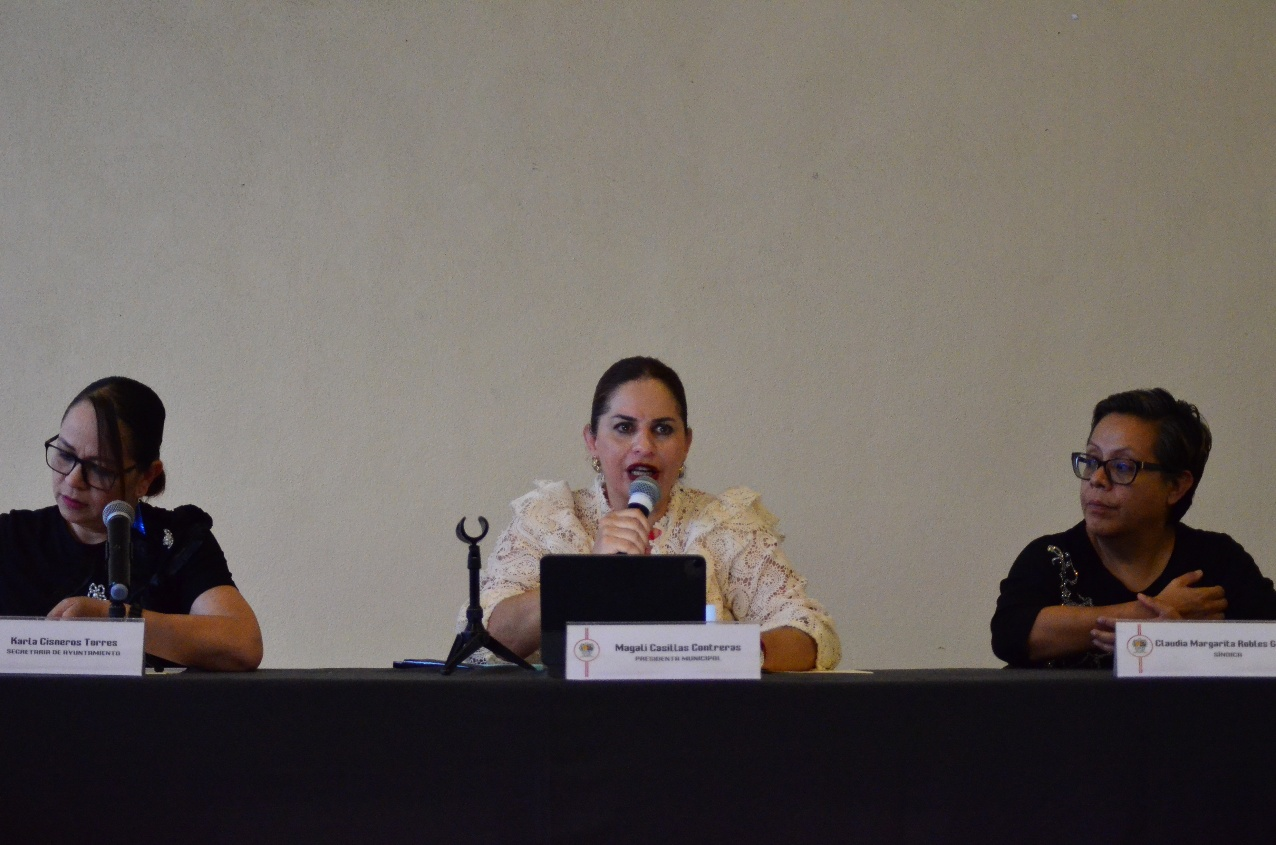 Karla Cisneros Torres
SECRETARIA DE AYUNTAMIENTO
Magali Casillas Contreras
PRESIDENTA MUNICIPAL
Claudia Margarita Robles G
SÍNDICA